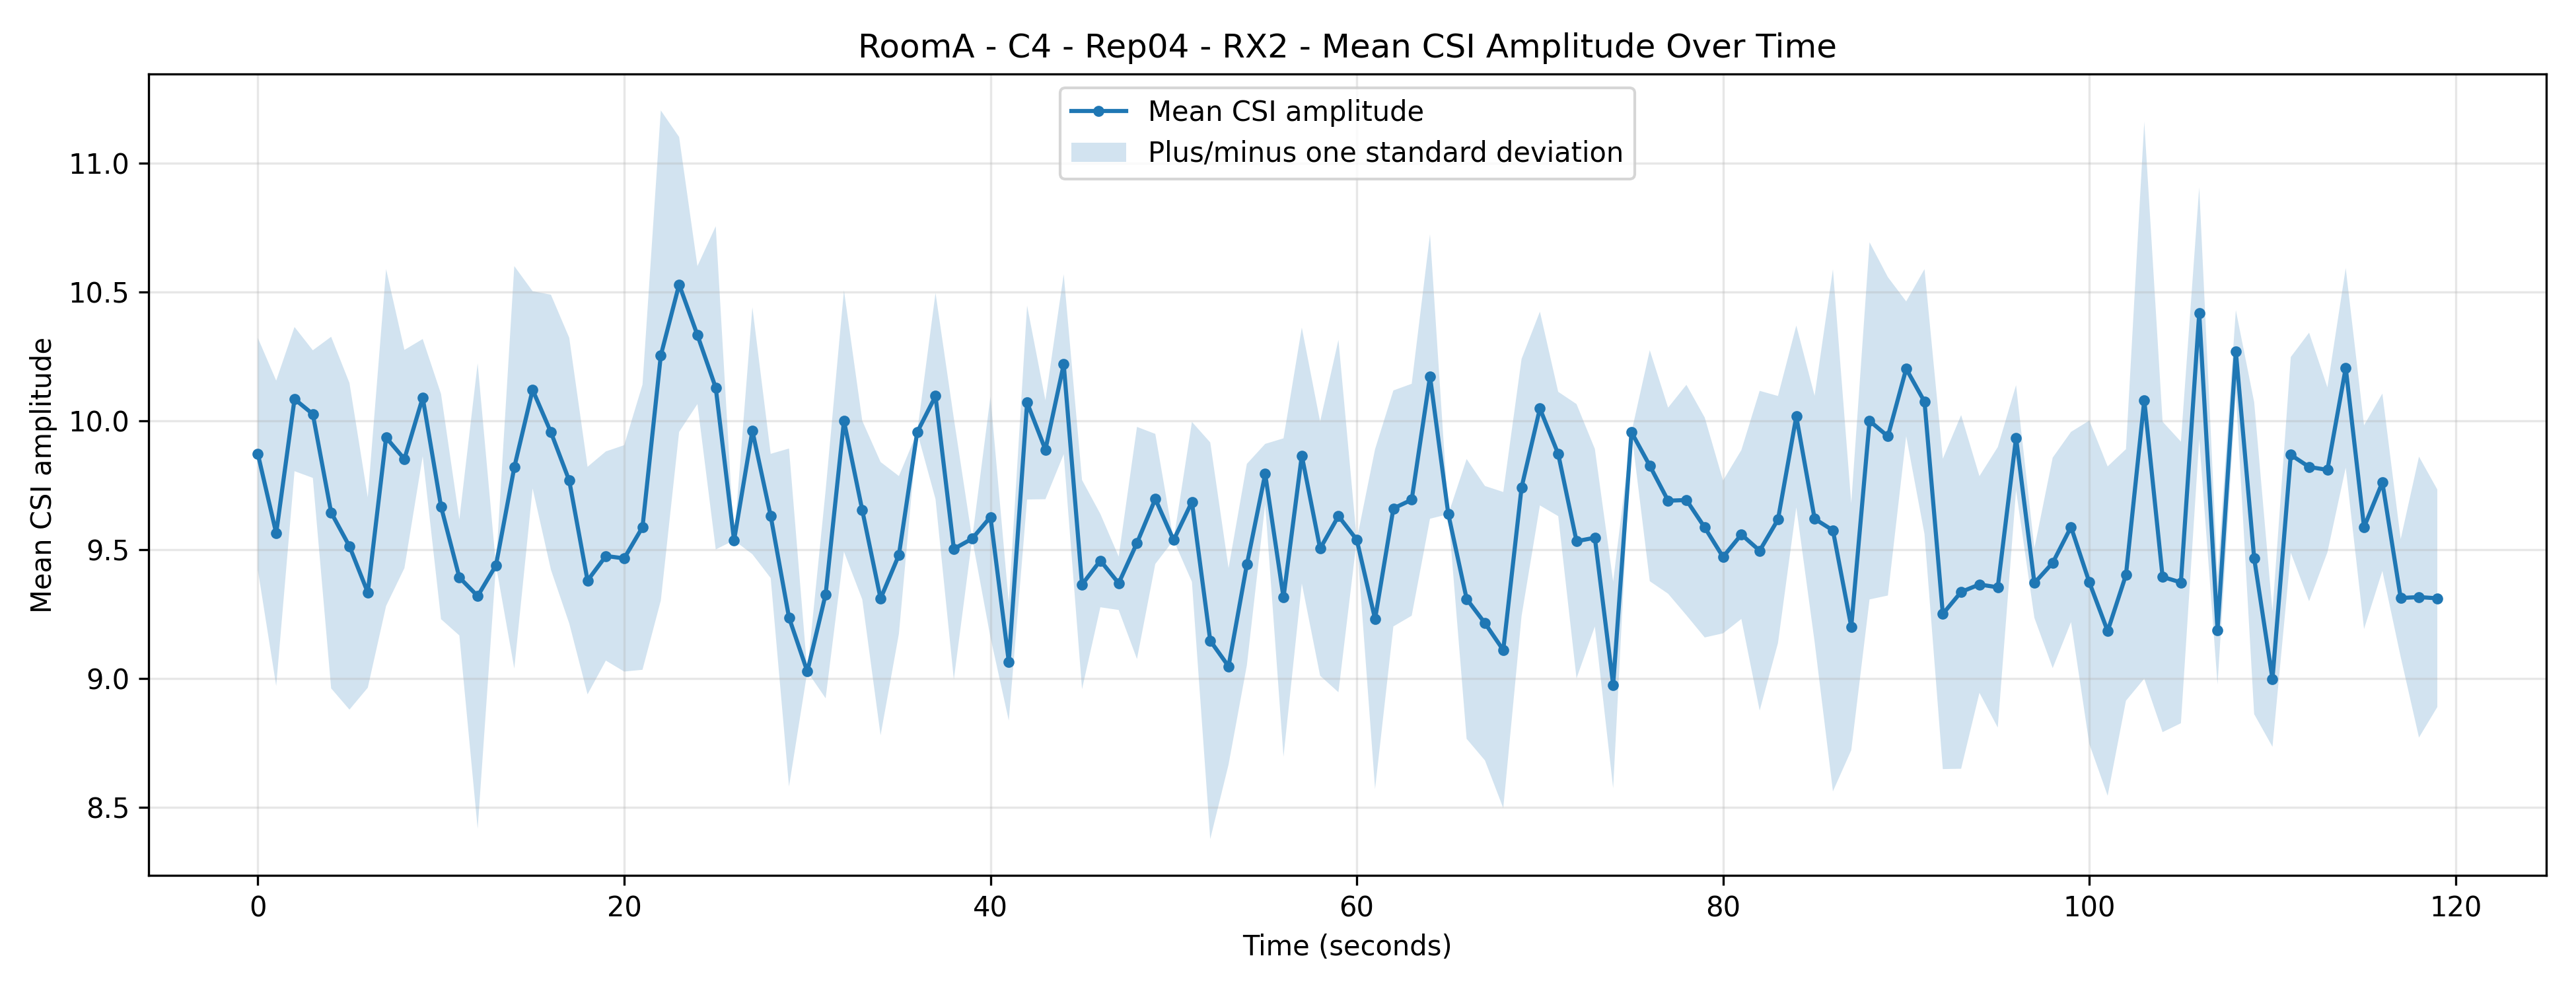 RoomA - C4 - Rep04 - RX2 - Mean CSI Amplitude Over Time
Mean CSI amplitude
Plus/minus one standard deviation
Mean CSI amplitude
11.0
10.5
10.0
9.5
9.0
8.5
0 20 40 60 80 100 120
Time (seconds)